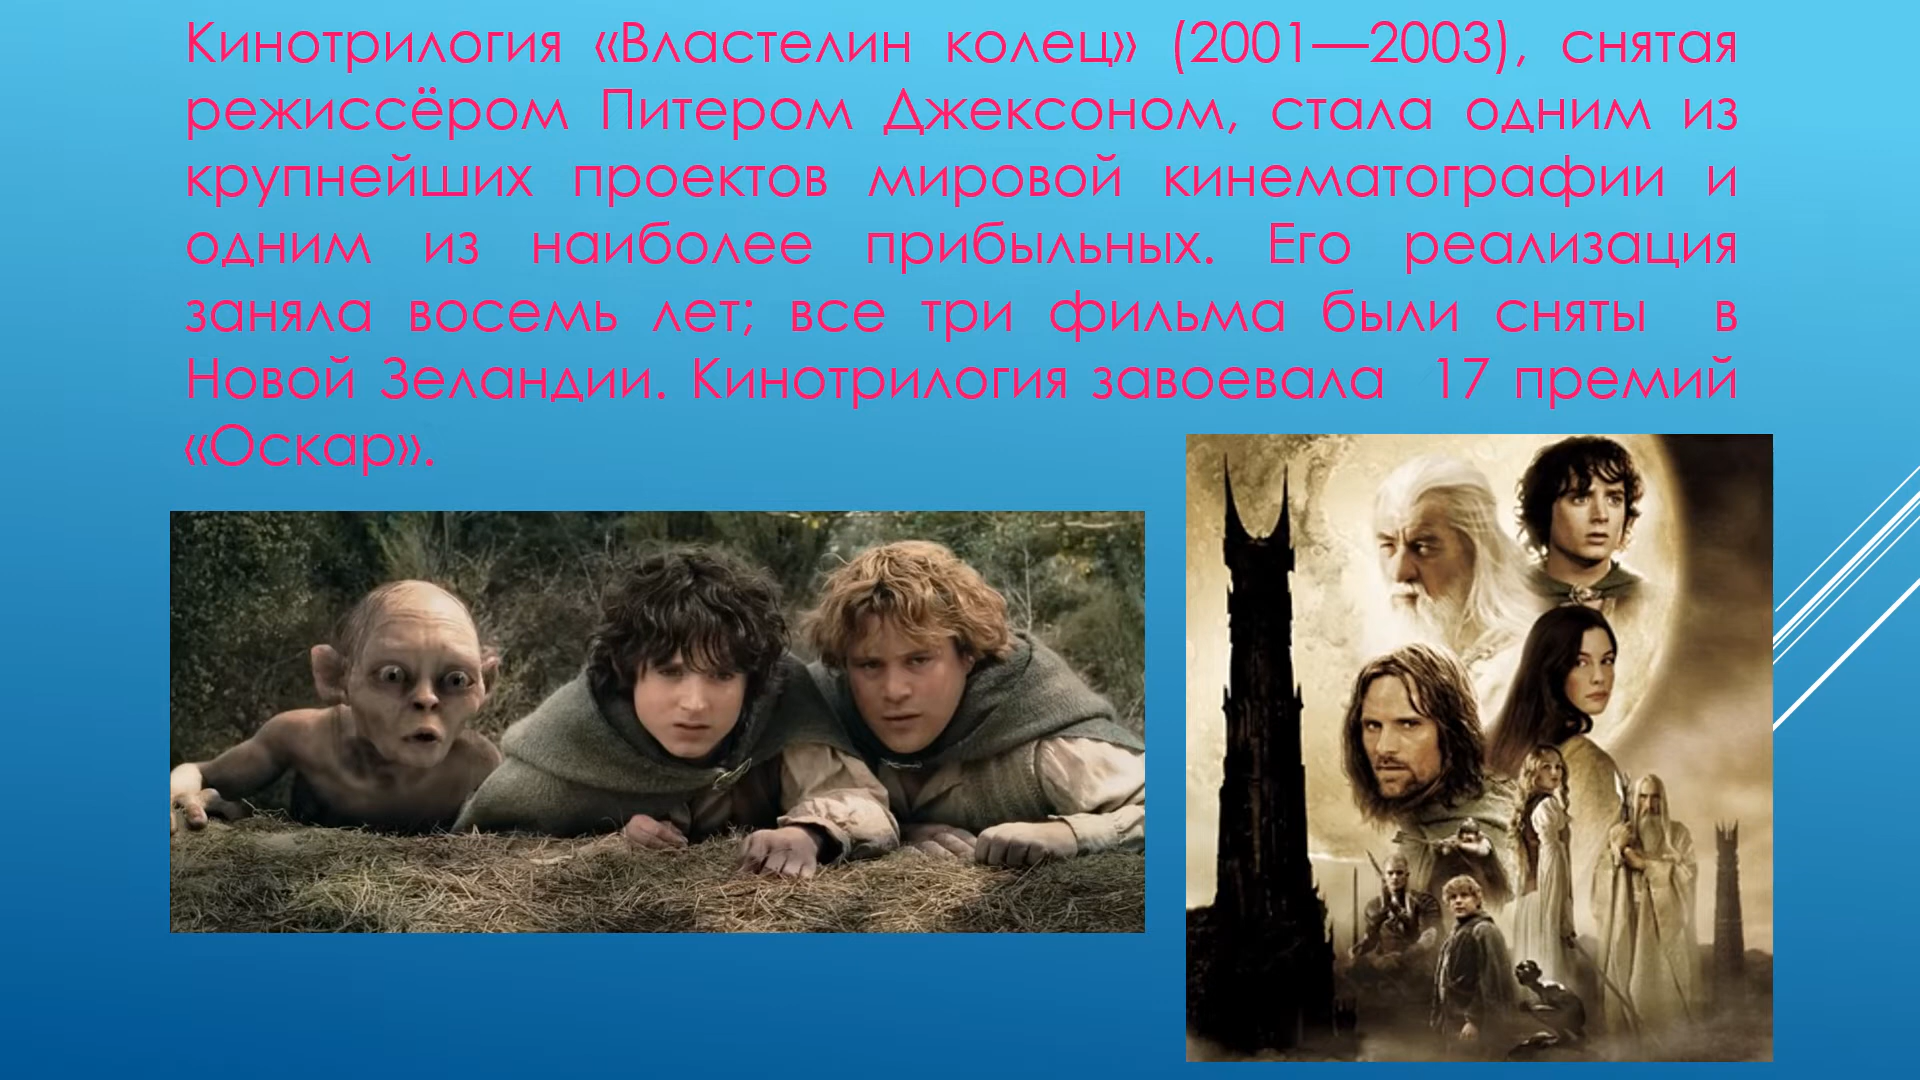 Кинотрилогия «Властелин колец» (2001—2003), снятая
режиссёром Питером Джексоном, стала одним из
крупнейших проектов мировой кинематографии и
одним из наиболее прибыльных. Его реализация
заняла восемь лет; все три фильма были сняты в
Новой Зеландии. Кинотрилогия завоевала 17 премий
«Оскар».